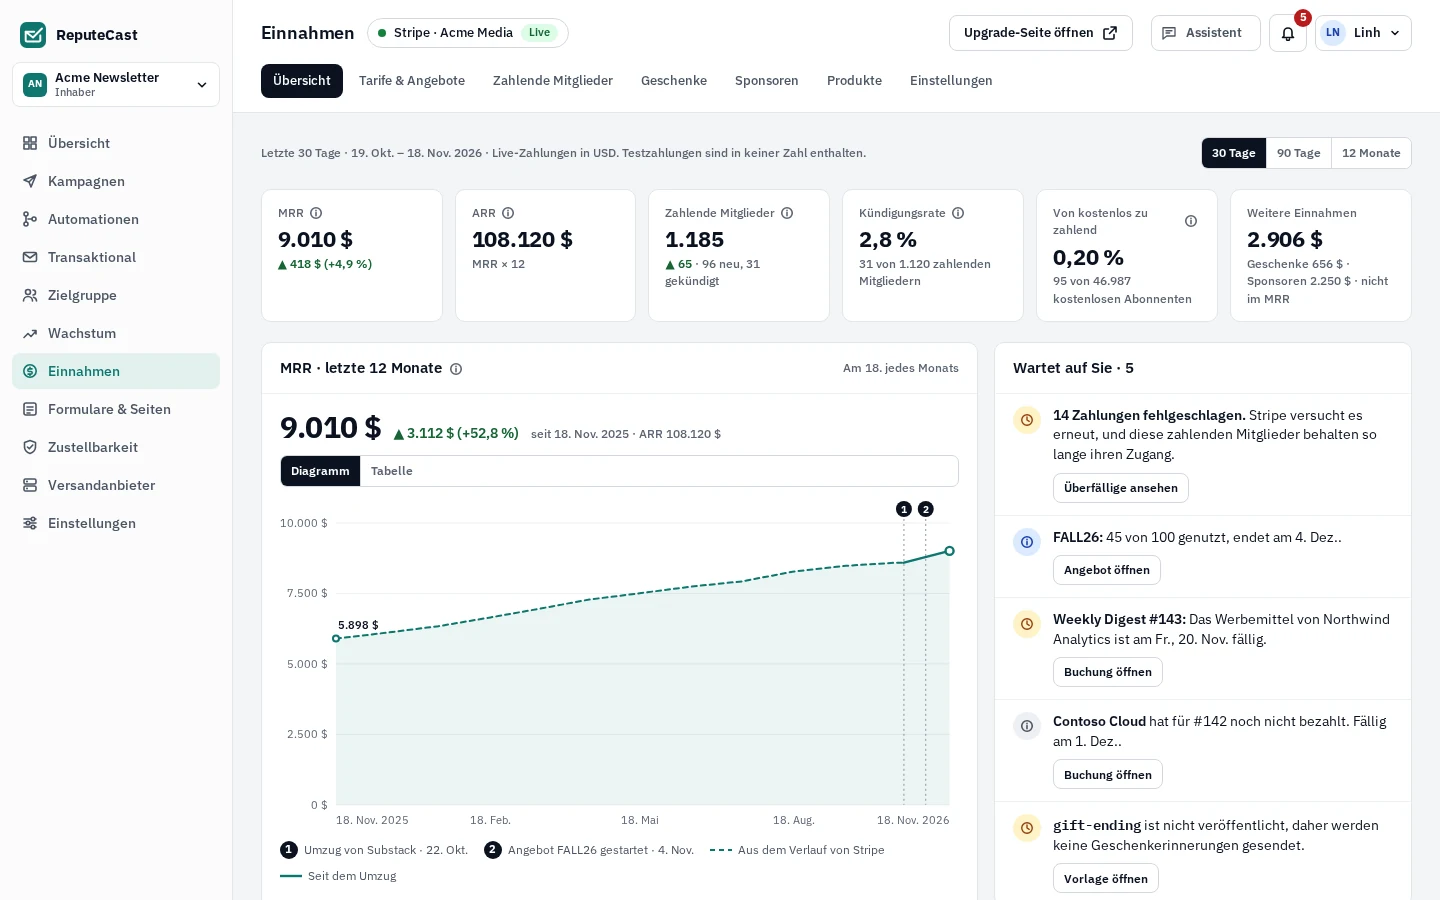 ReputeCast
AN
Acme Newsletter
Inhaber
Übersicht
Kampagnen
Automationen
Transaktional
Zielgruppe
Wachstum
Einnahmen
Formulare & Seiten
Zustellbarkeit
Versandanbieter
Einstellungen
Einnahmen
Stripe · Acme Media Live
Upgrade-Seite öffnen
Assistent
5
LN Linh
Übersicht
Tarife & Angebote
Zahlende Mitglieder
Geschenke
Sponsoren
Produkte
Einstellungen
Letzte 30 Tage · 19. Okt. – 18. Nov. 2026 · Live-Zahlungen in USD. Testzahlungen sind in keiner Zahl enthalten.
30 Tage
90 Tage
12 Monate
MRR
9.010 $
▲ 418 $ (+4,9 %)
ARR
108.120 $
MRR × 12
Zahlende Mitglieder
1.185
▲ 65 · 96 neu, 31
gekündigt
Kündigungsrate
2,8 %
31 von 1.120 zahlenden
Mitgliedern
Von kostenlos zu
zahlend
0,20 %
95 von 46.987
kostenlosen Abonnenten
Weitere Einnahmen
2.906 $
Geschenke 656 $ ·
Sponsoren 2.250 $ · nicht
im MRR
MRR · letzte 12 Monate
Am 18. jedes Monats
9.010 $ ▲ 3.112 $ (+52,8 %) seit 18. Nov. 2025 · ARR 108.120 $
Diagramm
Tabelle
1 2
10.000 $
7.500 $
5.898 $
5.000 $
2.500 $
0 $
18. Nov. 2025
18. Feb.
18. Mai
18. Aug.
18. Nov. 2026
1 Umzug von Substack · 22. Okt.
2 Angebot FALL26 gestartet · 4. Nov.
Aus dem Verlauf von Stripe
Seit dem Umzug
Wartet auf Sie · 5
14 Zahlungen fehlgeschlagen. Stripe versucht es
erneut, und diese zahlenden Mitglieder behalten so
lange ihren Zugang.
Überfällige ansehen
FALL26: 45 von 100 genutzt, endet am 4. Dez..
Angebot öffnen
Weekly Digest #143: Das Werbemittel von Northwind
Analytics ist am Fr., 20. Nov. fällig.
Buchung öffnen
Contoso Cloud hat für #142 noch nicht bezahlt. Fällig
am 1. Dez..
Buchung öffnen
gift-ending ist nicht veröffentlicht, daher werden
keine Geschenkerinnerungen gesendet.
Vorlage öffnen